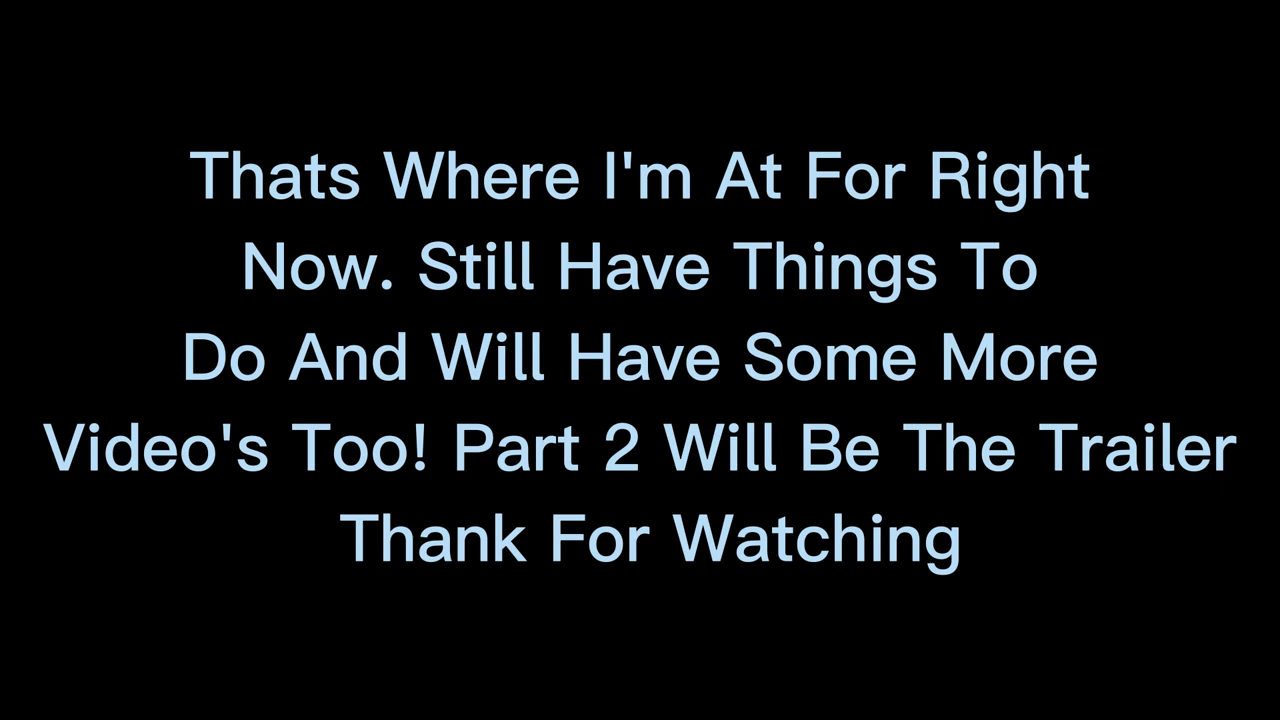 Thats Where I'm At For Right
Now. Still Have Things To
Do And Will Have Some More
Video's Too! Part 2 Will Be The Trailer
Thank For Watching